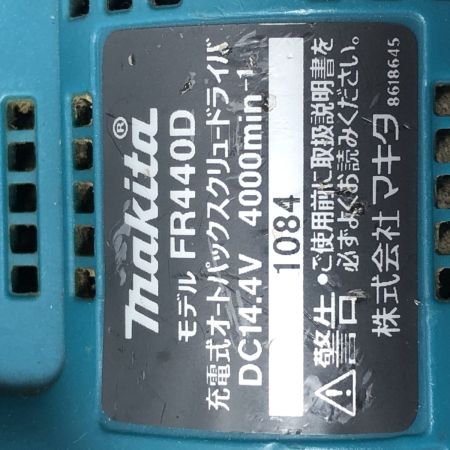 makita®
モデル FR440D
充電式オートパックスクリュードライバ
DC14.4V 4000min⁻¹
1084
警告
・ご使用前に取扱説明書を
必ずよくお読みください。
株式会社マキタ 8618645